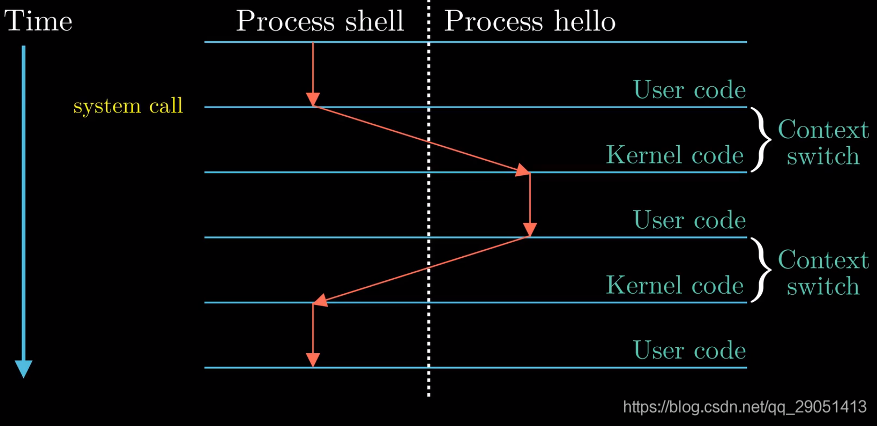 Time
Process shell
Process hello
User code
system call
Context
switch
Kernel code
User code
Context
switch
Kernel code
User code
https://blog.csdn.net/qq_29051413